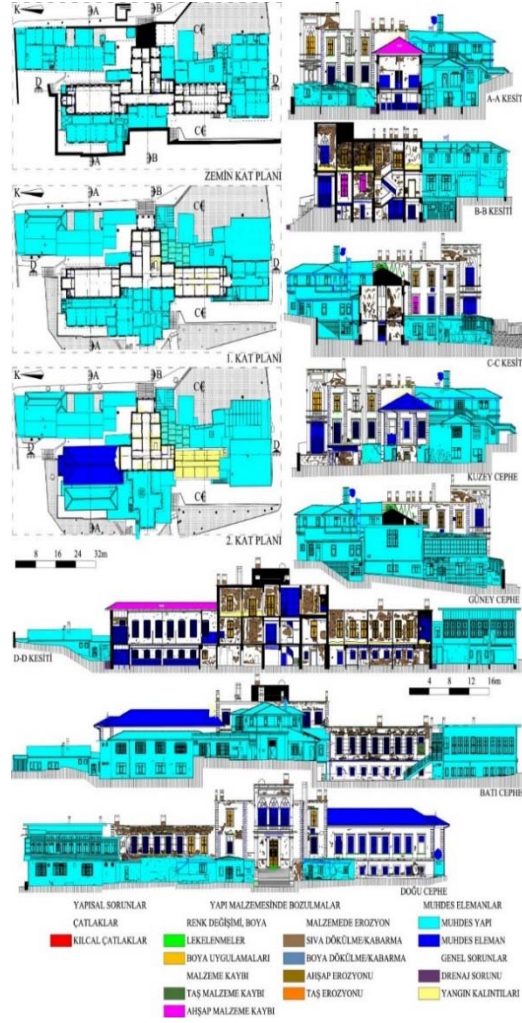 K
C
A-A KESİT
D
D
C
A
B
ZEMİN KAT PLANI
B-B KESİTİ
K
A
B
C
D
D
C
A
B
1. KAT PLANI
C-C KESİT
K
A
B
C
D
D
C
A
2. KAT PLANI
KUZEY CEPHE
8 16 24 32m
GÜNEY CEPHE
D-D KESİTİ
4 8 12 16m
BATI CEPHE
DOĞU CEPHE
YAPISAL SORUNLAR
ÇATLAKLAR
KILCAL ÇATLAKLAR
YAPI MALZEMESİNDE BOZULMALAR
RENK DEĞİŞİMİ, BOYA
LEKELENMELER
BOYA UYGULAMALARI
MALZEME KAYBI
TAŞ MALZEME KAYBI
AHŞAP MALZEME KAYBI
MALZEMEDE EROZYON
SIVA DÖKÜLME/KABARMA
BOYA DÖKÜLME/KABARMA
AHŞAP EROZYONU
TAŞ EROZYONU
MUHDES ELEMANLAR
MUHDES YAPI
MUHDES ELEMAN
GENEL SORUNLAR
DRENAJ SORUNU
YANGIN KALINTILARI